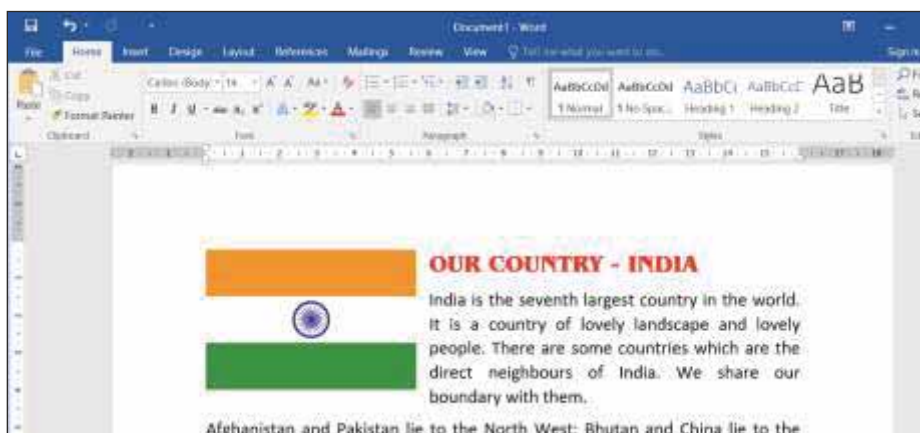 Document1 - Word
File Home Insert Design Layout References Mailings Review View Tell me what you want to do...
Sign in
Cut
Copy
Format Painter
Paste
Calibri (Body) 14
B I U
AaBbCcDd AaBbCcDd AaBbCc AaBbCcC AaB
¶ Normal ¶ No Spac... Heading 1 Heading 2 Title
Clipboard Font Paragraph Styles
OUR COUNTRY - INDIA
India is the seventh largest country in the world.
It is a country of lovely landscape and lovely
people. There are some countries which are the
direct neighbours of India. We share our
boundary with them.
Afghanistan and Pakistan lie to the North West; Bhutan and China lie to the